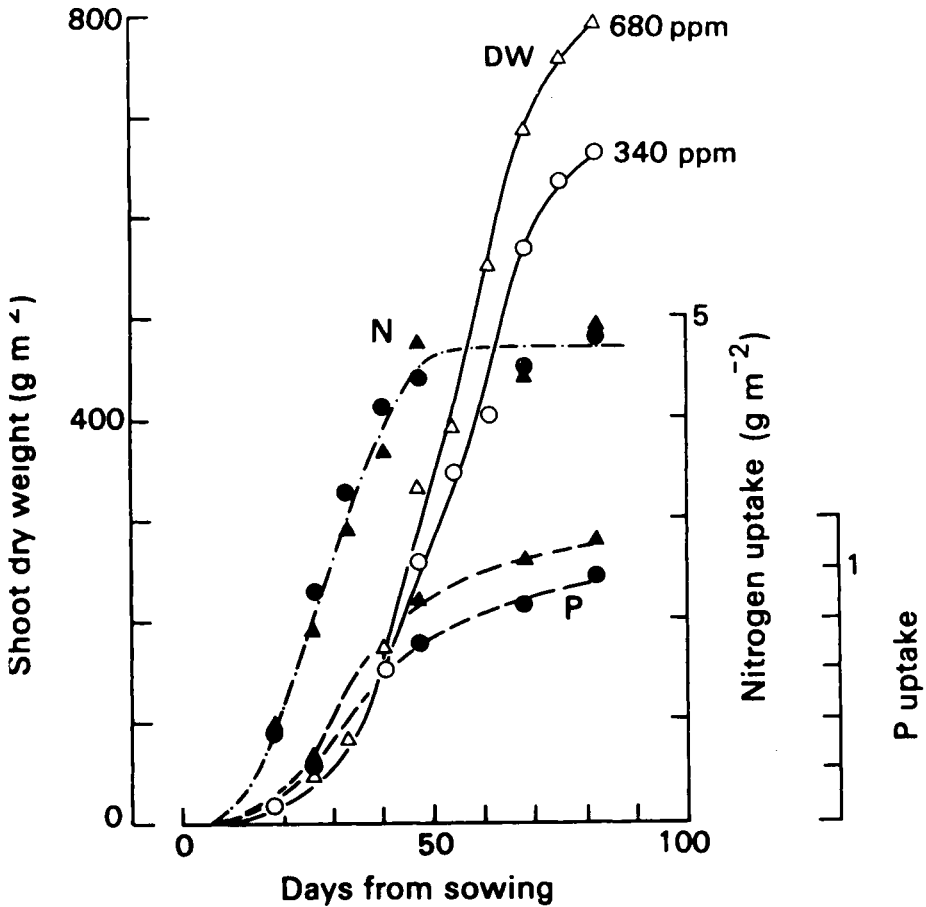 800
680 ppm
DW
340 ppm
N
5
400
1
P
0
0
50
100
Days from sowing
Shoot dry weight (g m ²)
Nitrogen uptake (g m⁻²)
P uptake